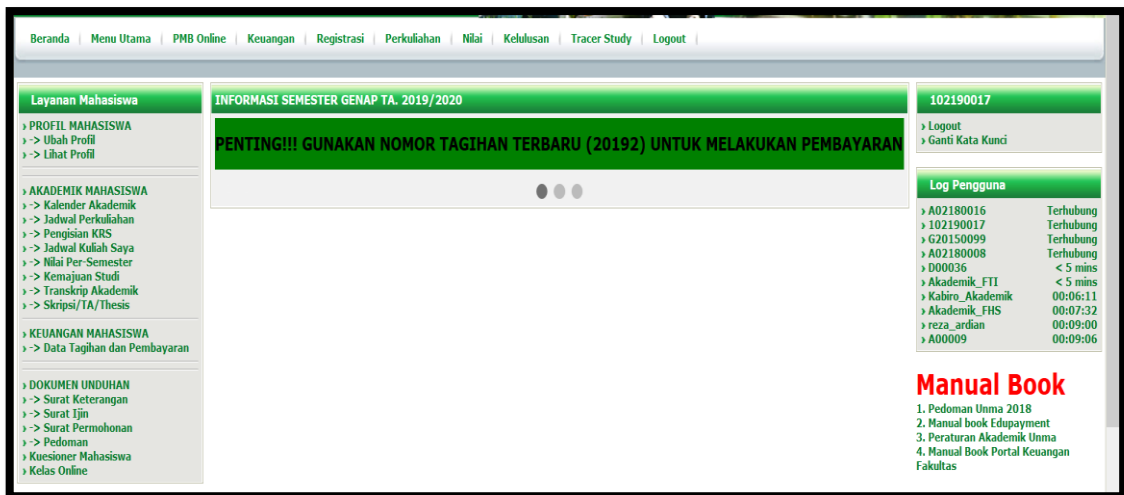 Beranda | Menu Utama | PMB Online | Keuangan | Registrasi | Perkuliahan | Nilai | Kelulusan | Tracer Study | Logout |
Layanan Mahasiswa
› PROFIL MAHASISWA
› -> Ubah Profil
› -> Lihat Profil
› AKADEMIK MAHASISWA
› -> Kalender Akademik
› -> Jadwal Perkuliahan
› -> Pengisian KRS
› -> Jadwal Kuliah Saya
› -> Nilai Per-Semester
› -> Kemajuan Studi
› -> Transkrip Akademik
› -> Skripsi/TA/Thesis
› KEUANGAN MAHASISWA
› -> Data Tagihan dan Pembayaran
› DOKUMEN UNDUHAN
› -> Surat Keterangan
› -> Surat Ijin
› -> Surat Permohonan
› -> Pedoman
› Kuesioner Mahasiswa
› Kelas Online
INFORMASI SEMESTER GENAP TA. 2019/2020
PENTING!!! GUNAKAN NOMOR TAGIHAN TERBARU (20192) UNTUK MELAKUKAN PEMBAYARAN
102190017
› Logout
› Ganti Kata Kunci
Log Pengguna
› A02180016 Terhubung
› 102190017 Terhubung
› G20150099 Terhubung
› A02180008 Terhubung
› D00036 < 5 mins
› Akademik_FTI < 5 mins
› Kabiro_Akademik 00:06:11
› Akademik_FHS 00:07:32
› reza_ardian 00:09:00
› A00009 00:09:06
Manual Book
1. Pedoman Unma 2018
2. Manual book Edupayment
3. Peraturan Akademik Unma
4. Manual Book Portal Keuangan
Fakultas